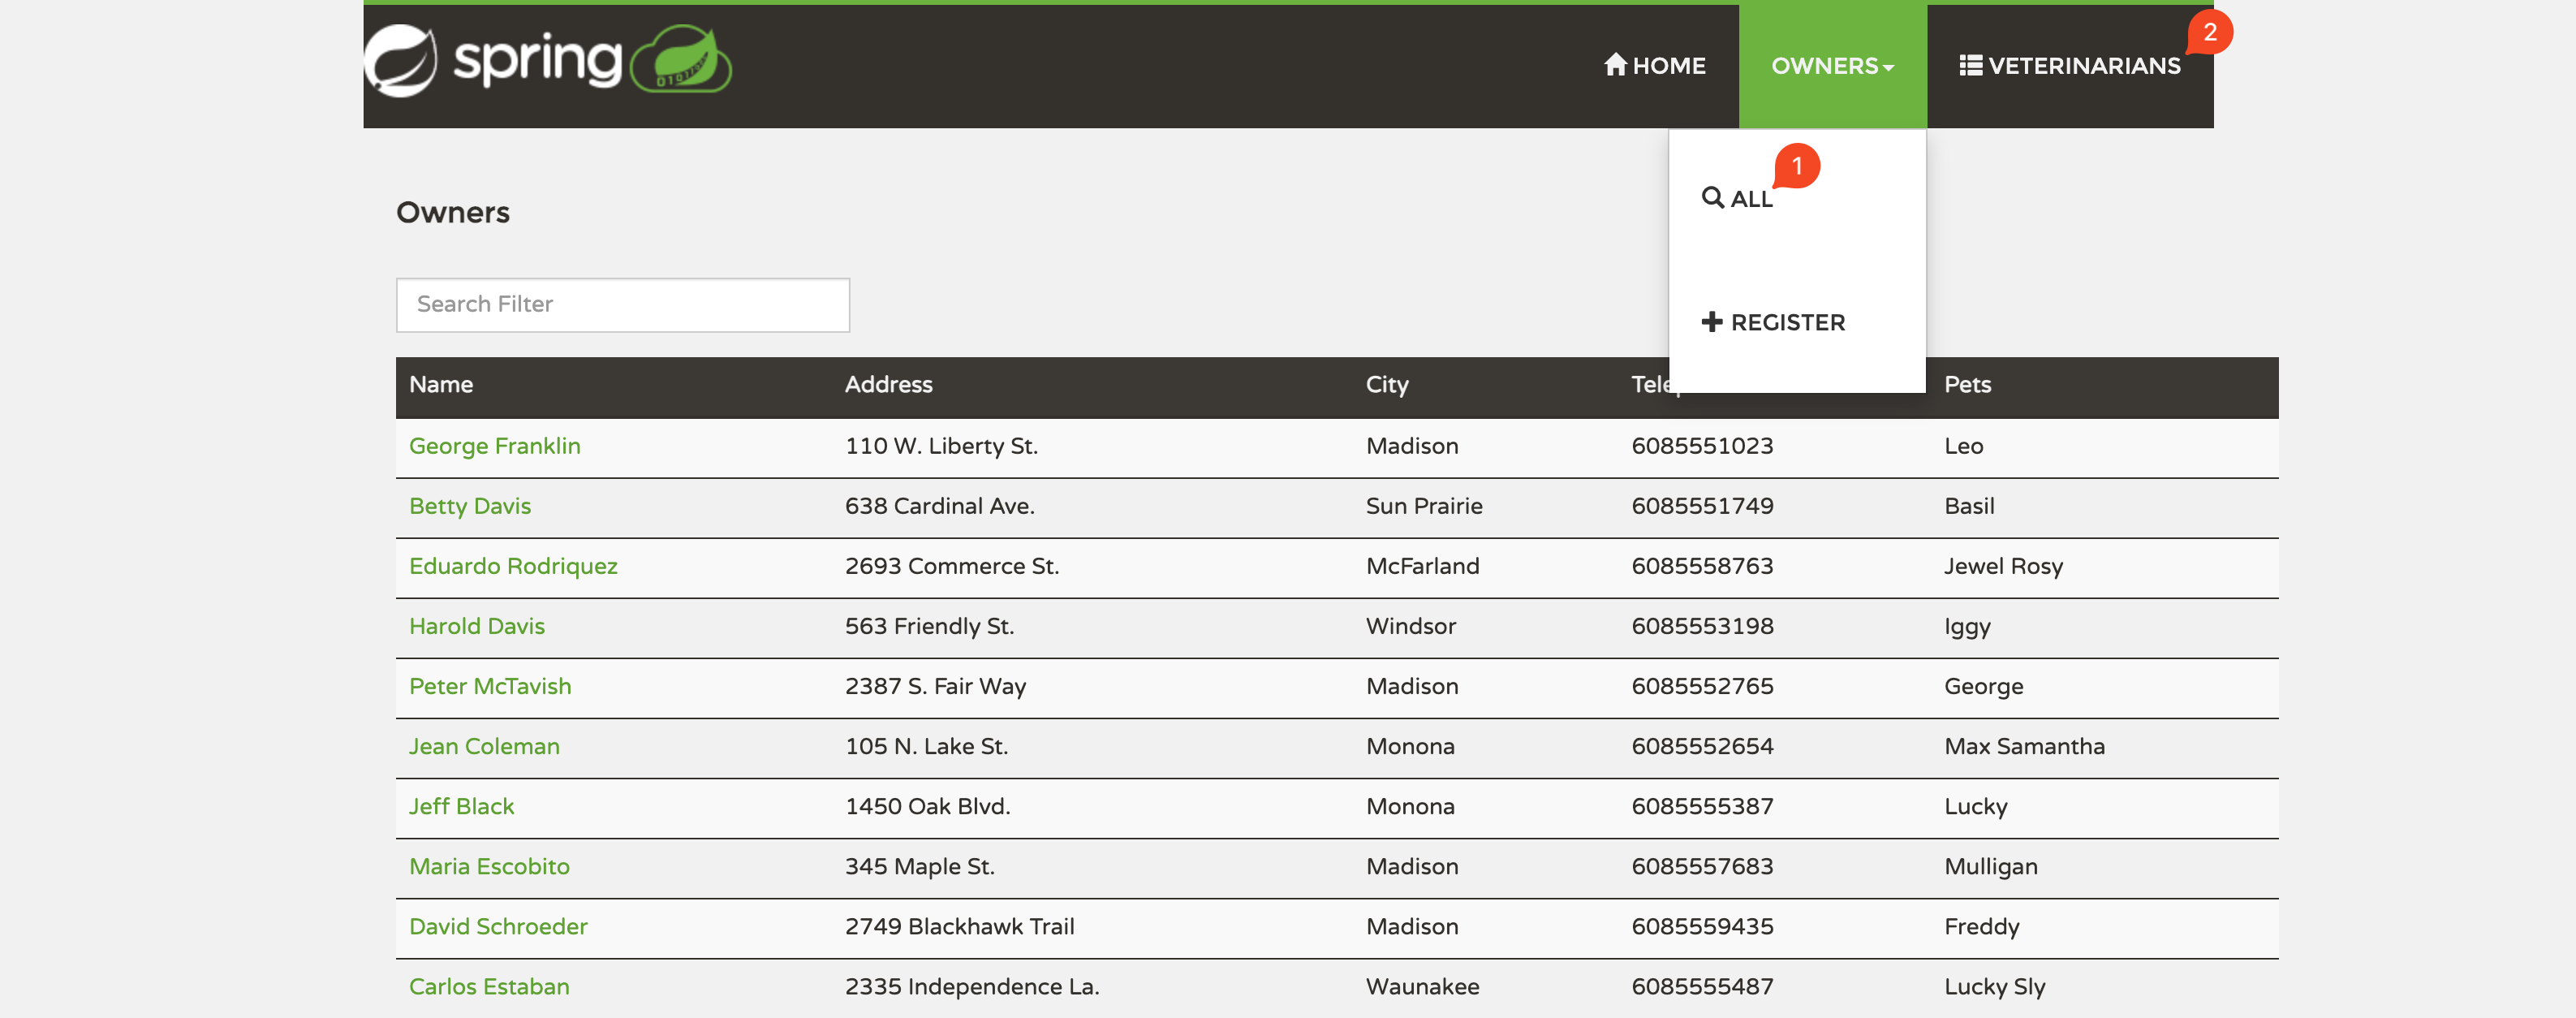 spring
HOME
OWNERS
VETERINARIANS
2
1
ALL
REGISTER
Owners
Search Filter
Name Address City Pets
George Franklin 110 W. Liberty St. Madison 6085551023 Leo
Betty Davis 638 Cardinal Ave. Sun Prairie 6085551749 Basil
Eduardo Rodriquez 2693 Commerce St. McFarland 6085558763 Jewel Rosy
Harold Davis 563 Friendly St. Windsor 6085553198 Iggy
Peter McTavish 2387 S. Fair Way Madison 6085552765 George
Jean Coleman 105 N. Lake St. Monona 6085552654 Max Samantha
Jeff Black 1450 Oak Blvd. Monona 6085555387 Lucky
Maria Escobito 345 Maple St. Madison 6085557683 Mulligan
David Schroeder 2749 Blackhawk Trail Madison 6085559435 Freddy
Carlos Estaban 2335 Independence La. Waunakee 6085555487 Lucky Sly